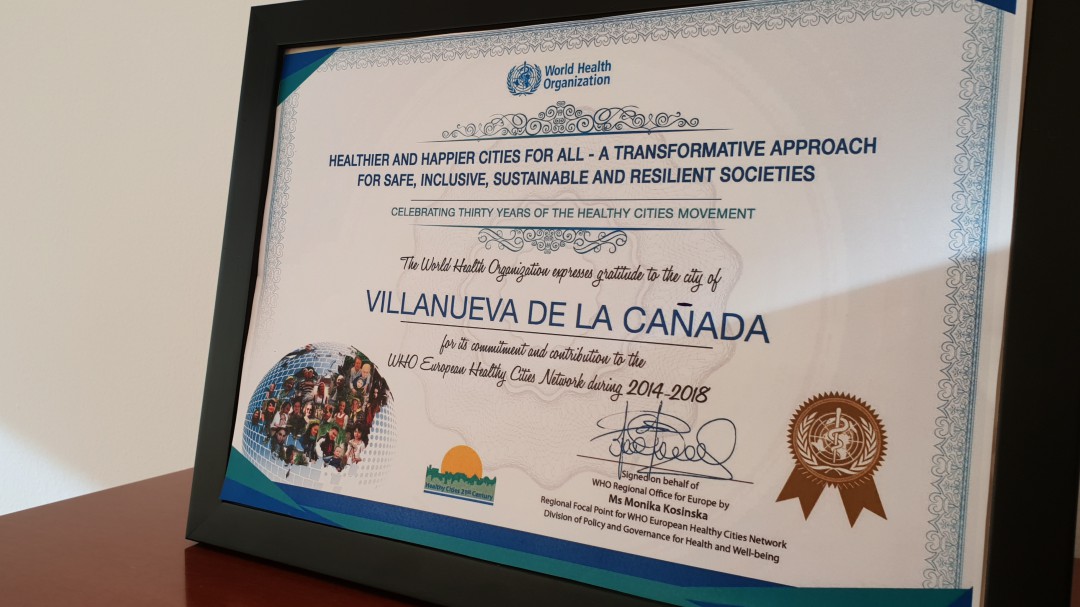 World Health
Organization
HEALTHIER AND HAPPIER CITIES FOR ALL - A TRANSFORMATIVE APPROACH
FOR SAFE, INCLUSIVE, SUSTAINABLE AND RESILIENT SOCIETIES
CELEBRATING THIRTY YEARS OF THE HEALTHY CITIES MOVEMENT
The World Health Organization expresses gratitude to the city of
VILLANUEVA DE LA CAÑADA
for its commitment and contribution to the
WHO European Healthy Cities Network during 2014-2018
Healthy Cities 21st Century
Signed on behalf of
WHO Regional Office for Europe by
Ms Monika Kosinska
Regional Focal Point for WHO European Healthy Cities Network
Division of Policy and Governance for Health and Well-being